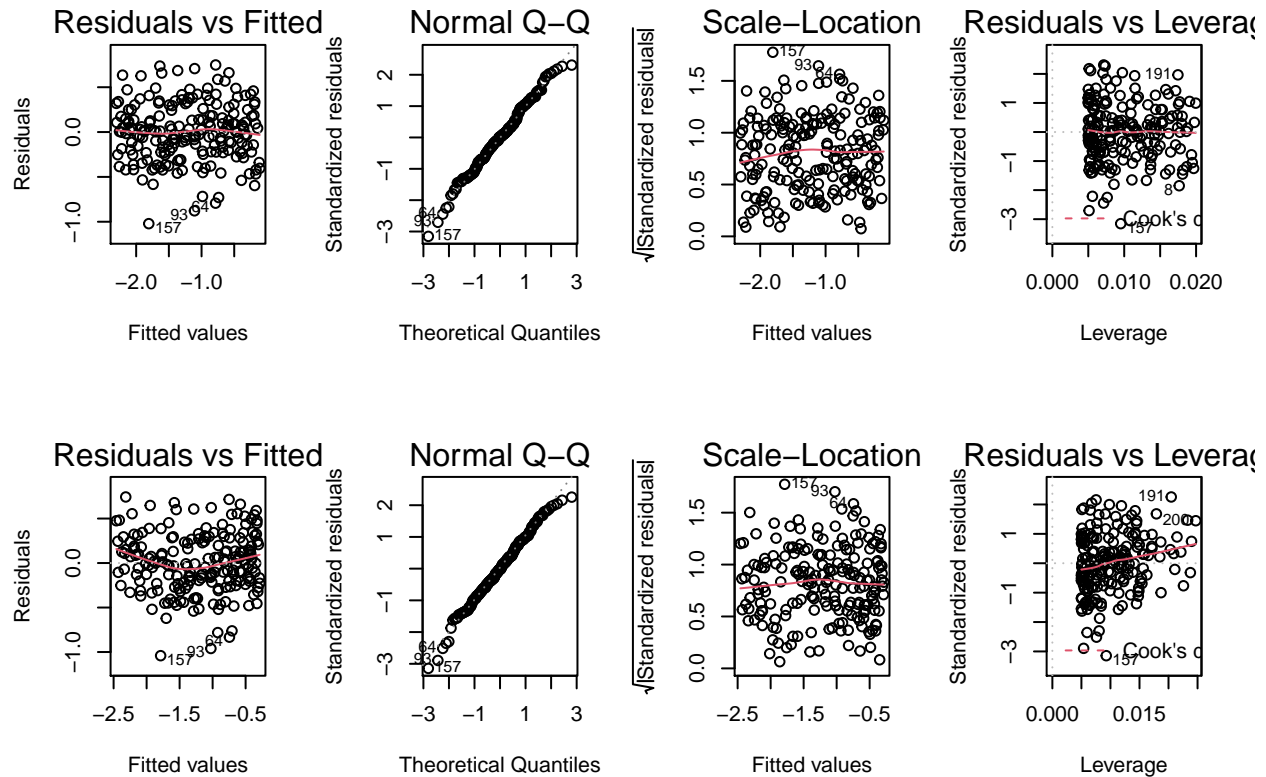 Residuals vs Fitted
Residuals
0.0
−1.0
157
93
64
−2.0 −1.0
Fitted values
Normal Q−Q
Standardized residuals
2
1
−1
−3
64
93
157
−3 −1 1 3
Theoretical Quantiles
Scale−Location
√|Standardized residuals|
1.5
1.0
0.5
0.0
157
93
64
−2.0 −1.0
Fitted values
Residuals vs Leverag
Standardized residuals
1
−1
−3
191
8
157
Cook's d
0.000 0.010 0.020
Leverage
Residuals vs Fitted
Residuals
0.0
−1.0
64
93
157
−2.5 −1.5 −0.5
Fitted values
Normal Q−Q
Standardized residuals
2
1
−1
−3
64
93
157
−3 −1 1 3
Theoretical Quantiles
Scale−Location
√|Standardized residuals|
1.5
1.0
0.5
0.0
157
93
64
−2.5 −1.5 −0.5
Fitted values
Residuals vs Leverag
Standardized residuals
1
−1
−3
191
200
157
Cook's d
0.000 0.015
Leverage